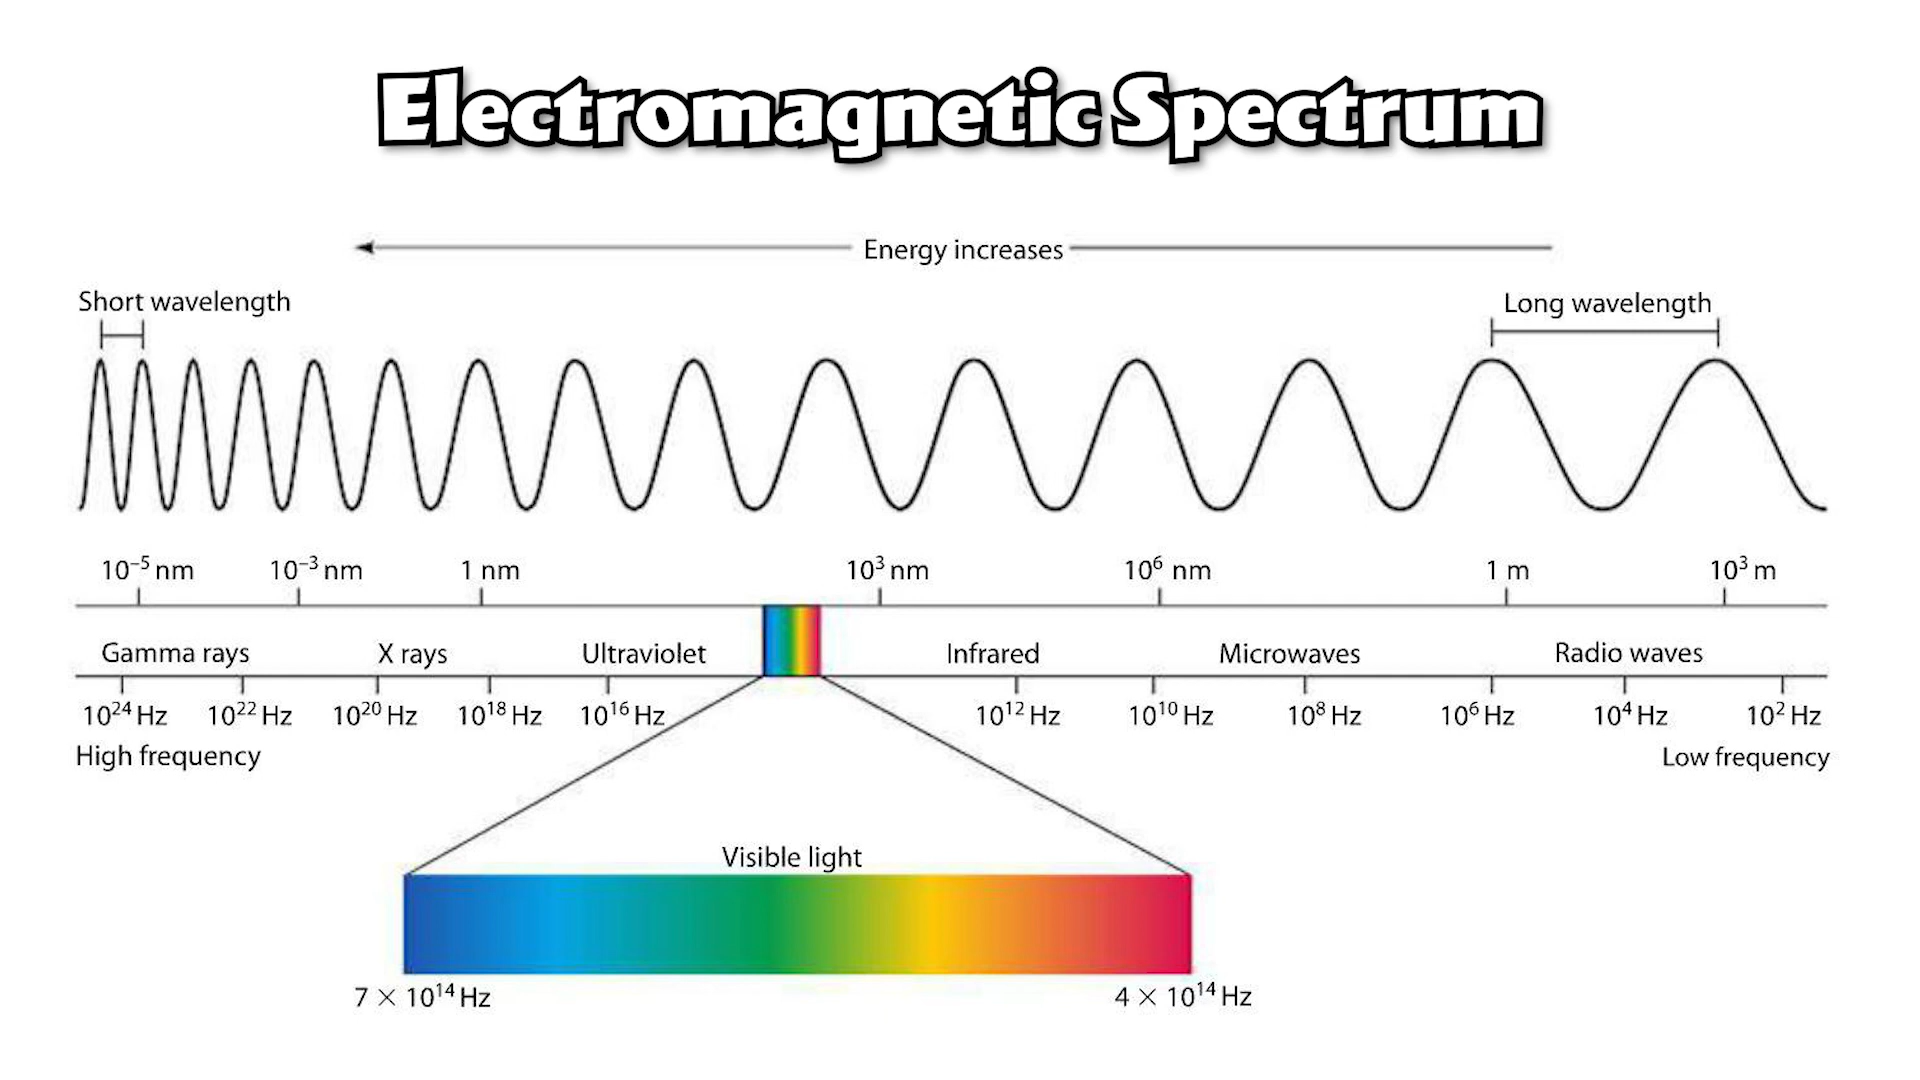 Electromagnetic Spectrum
Energy increases
Short wavelength
Long wavelength
10⁻⁵ nm 10⁻³ nm 1 nm 10³ nm 10⁶ nm 1 m 10³ m
Gamma rays X rays Ultraviolet Infrared Microwaves Radio waves
10²⁴ Hz 10²² Hz 10²⁰ Hz 10¹⁸ Hz 10¹⁶ Hz 10¹² Hz 10¹⁰ Hz 10⁸ Hz 10⁶ Hz 10⁴ Hz 10² Hz
High frequency Low frequency
Visible light
7 × 10¹⁴ Hz 4 × 10¹⁴ Hz